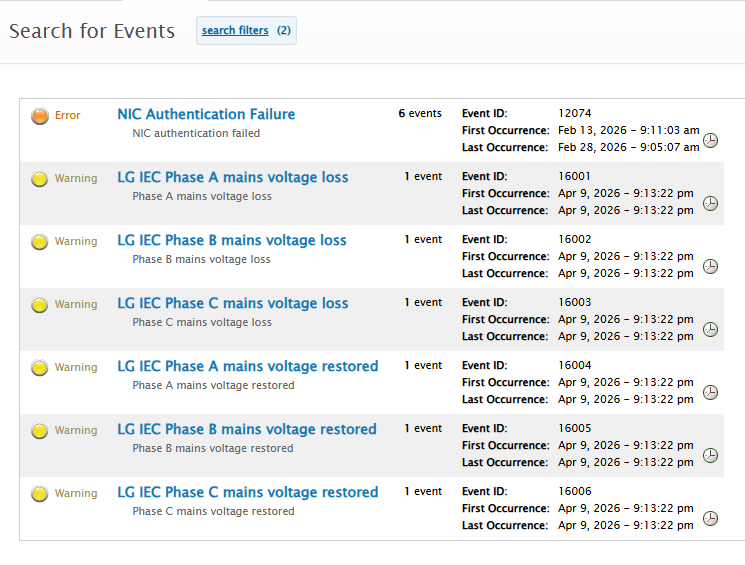 Search for Events search filters (2)
Error NIC Authentication Failure 6 events Event ID: 12074
NIC authentication failed First Occurrence: Feb 13, 2026 - 9:11:03 am
Last Occurrence: Feb 28, 2026 - 9:05:07 am
Warning LG IEC Phase A mains voltage loss 1 event Event ID: 16001
Phase A mains voltage loss First Occurrence: Apr 9, 2026 - 9:13:22 pm
Last Occurrence: Apr 9, 2026 - 9:13:22 pm
Warning LG IEC Phase B mains voltage loss 1 event Event ID: 16002
Phase B mains voltage loss First Occurrence: Apr 9, 2026 - 9:13:22 pm
Last Occurrence: Apr 9, 2026 - 9:13:22 pm
Warning LG IEC Phase C mains voltage loss 1 event Event ID: 16003
Phase C mains voltage loss First Occurrence: Apr 9, 2026 - 9:13:22 pm
Last Occurrence: Apr 9, 2026 - 9:13:22 pm
Warning LG IEC Phase A mains voltage restored 1 event Event ID: 16004
Phase A mains voltage restored First Occurrence: Apr 9, 2026 - 9:13:22 pm
Last Occurrence: Apr 9, 2026 - 9:13:22 pm
Warning LG IEC Phase B mains voltage restored 1 event Event ID: 16005
Phase B mains voltage restored First Occurrence: Apr 9, 2026 - 9:13:22 pm
Last Occurrence: Apr 9, 2026 - 9:13:22 pm
Warning LG IEC Phase C mains voltage restored 1 event Event ID: 16006
Phase C mains voltage restored First Occurrence: Apr 9, 2026 - 9:13:22 pm
Last Occurrence: Apr 9, 2026 - 9:13:22 pm